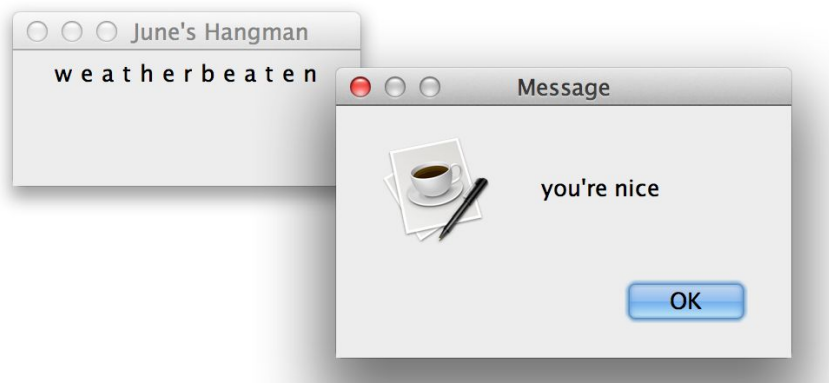 June's Hangman
w e a t h e r b e a t e n
Message
you're nice
OK